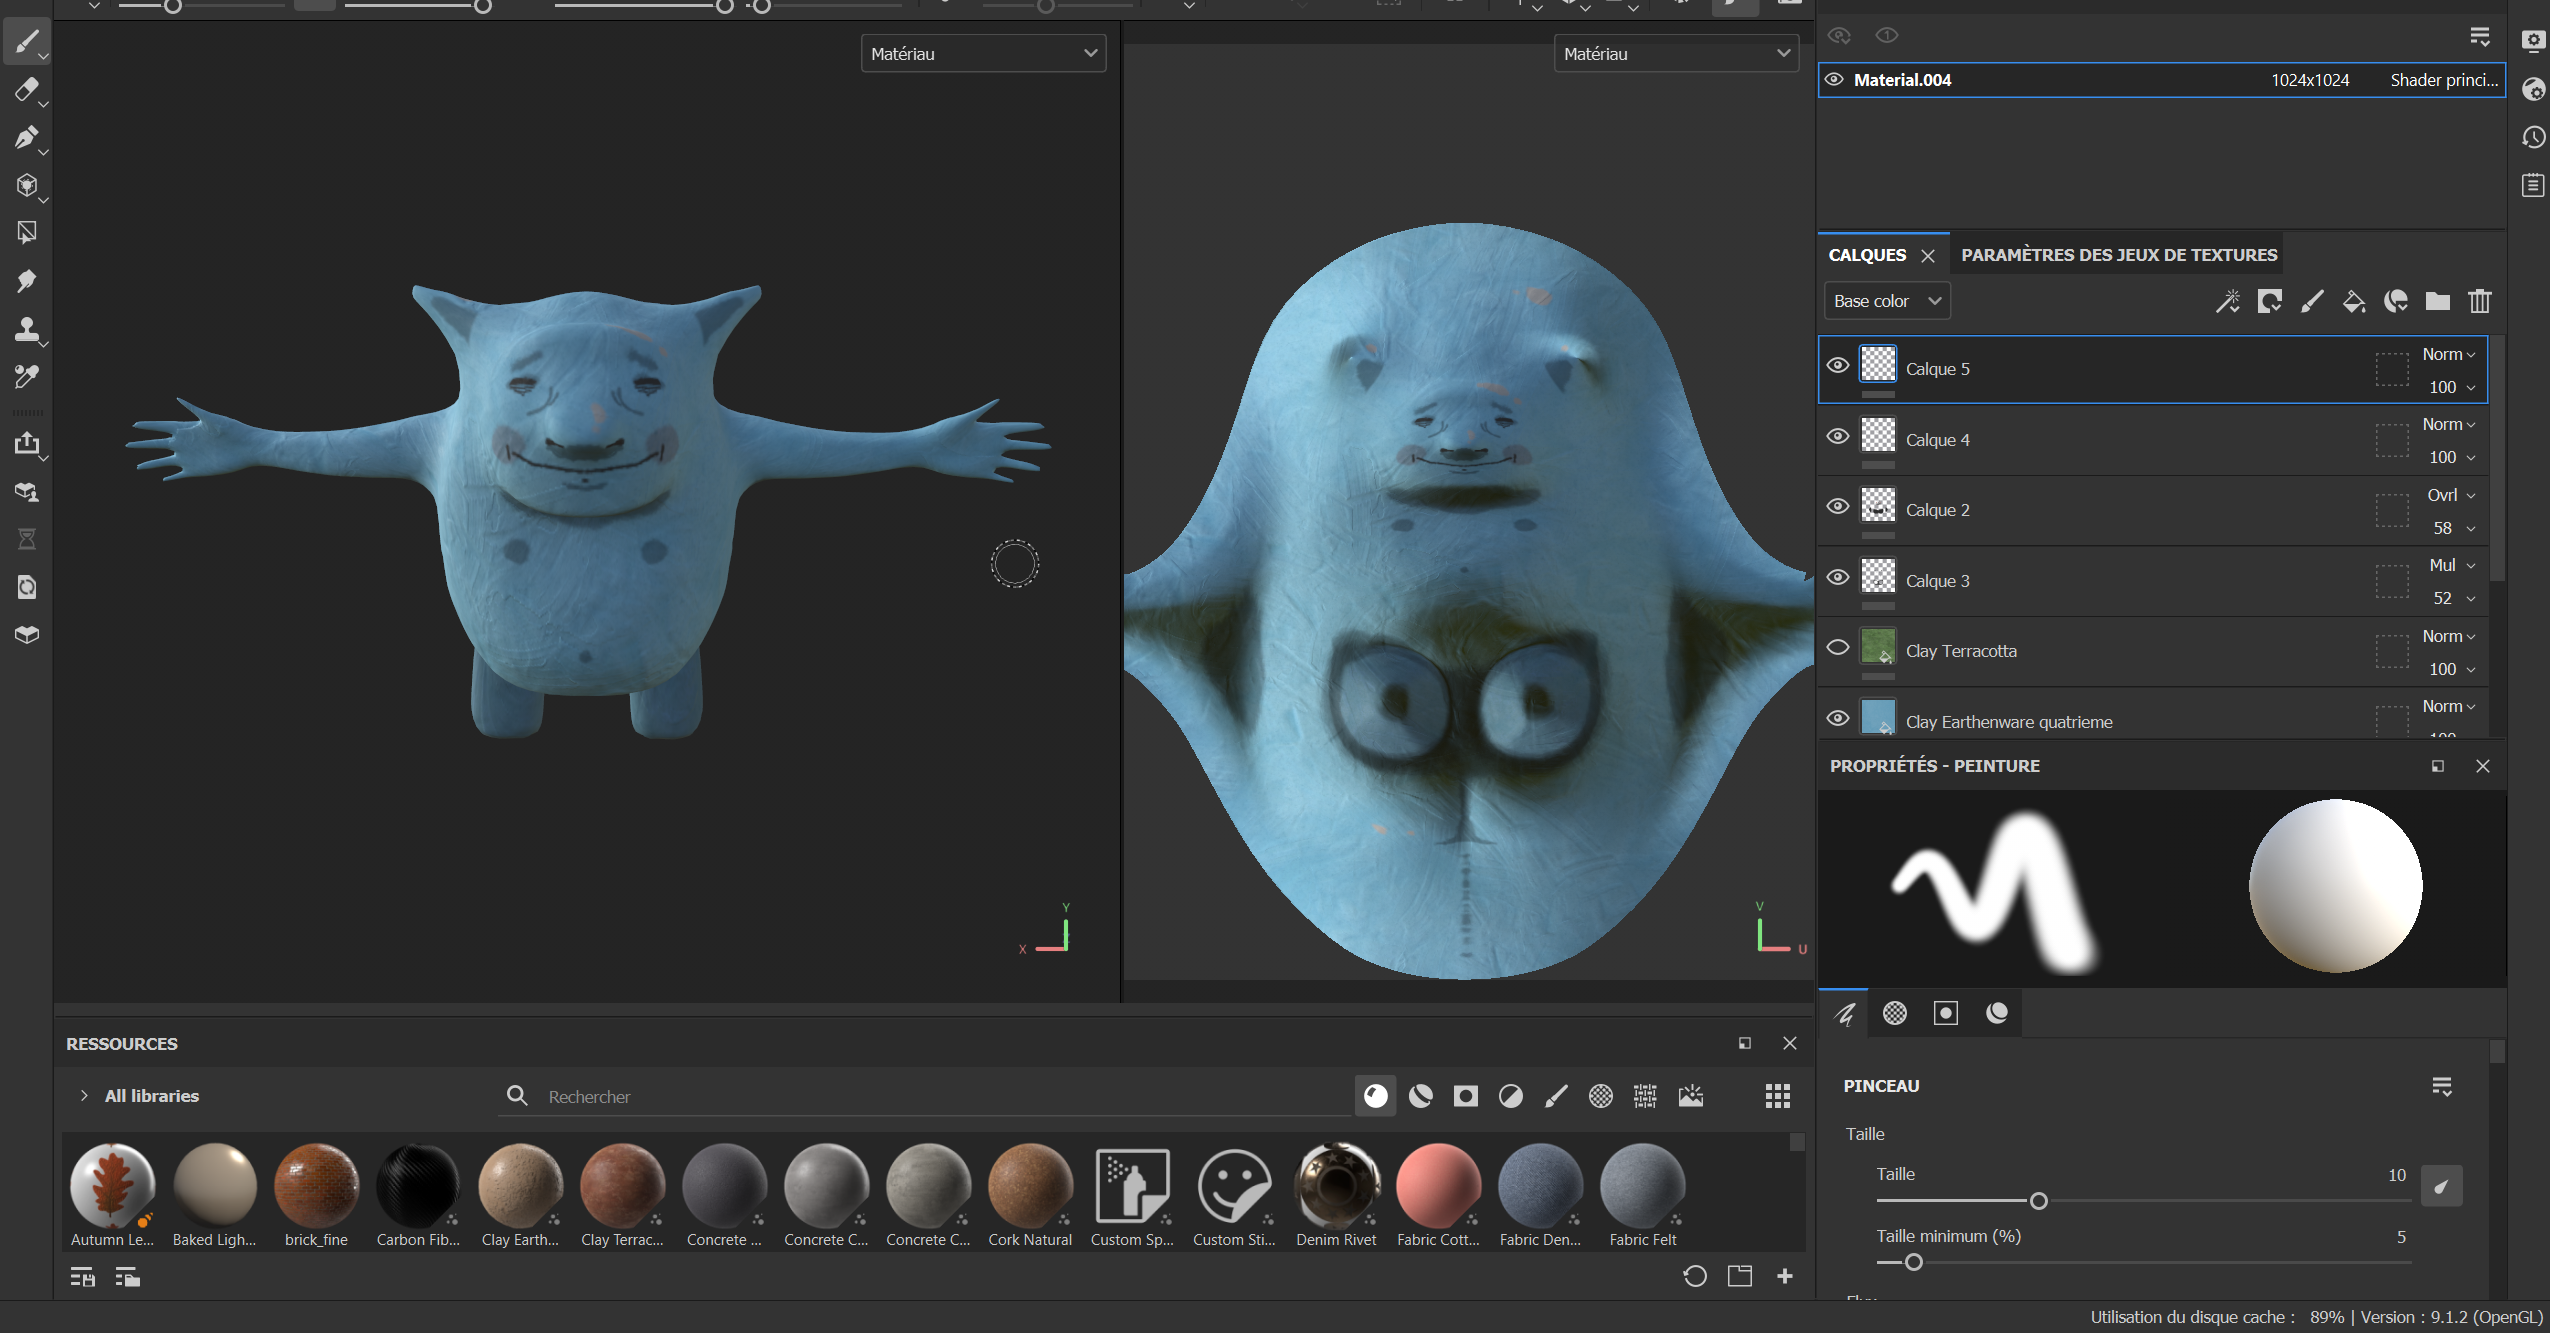 Matériau
Matériau
Material.004 1024x1024 Shader princi...
CALQUES PARAMÈTRES DES JEUX DE TEXTURES
Base color
Calque 5 Norm 100
Calque 4 Norm 100
Calque 2 Ovrl 58
Calque 3 Mul 52
Clay Terracotta Norm 100
Clay Earthenware quatrieme Norm
PROPRIÉTÉS - PEINTURE
Y
X
V
U
PINCEAU
Taille
Taille 10
Taille minimum (%) 5
RESSOURCES
All libraries
Rechercher
Autumn Le... Baked Ligh... brick_fine Carbon Fib... Clay Earth... Clay Terrac... Concrete ... Concrete C... Concrete C... Cork Natural Custom Sp... Custom Sti... Denim Rivet Fabric Cott... Fabric Den... Fabric Felt
Utilisation du disque cache : 89% | Version : 9.1.2 (OpenGL)